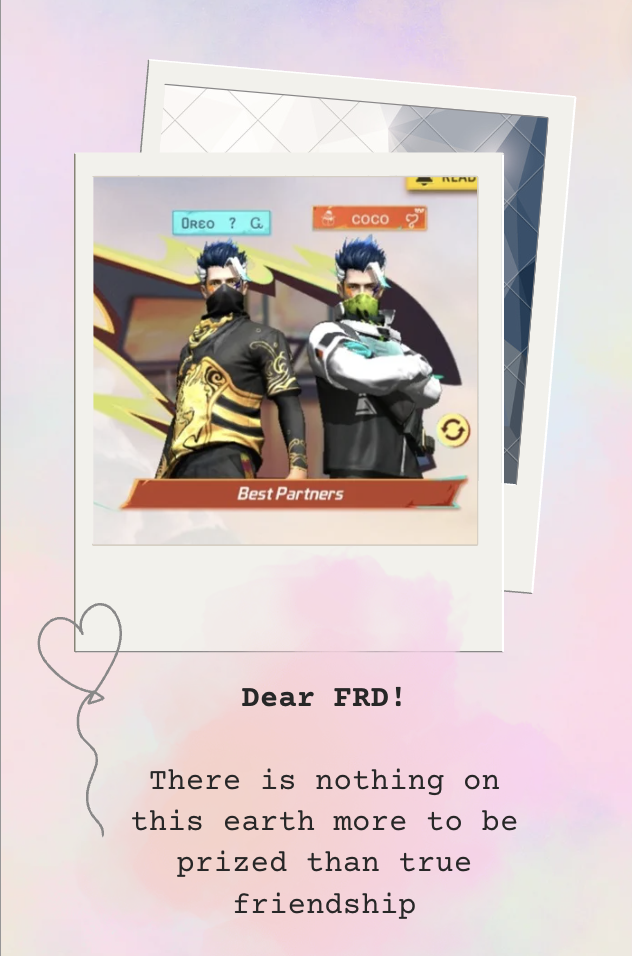 Oreo ? G
COCO
Best Partners
Dear FRD!
There is nothing on
this earth more to be
prized than true
friendship